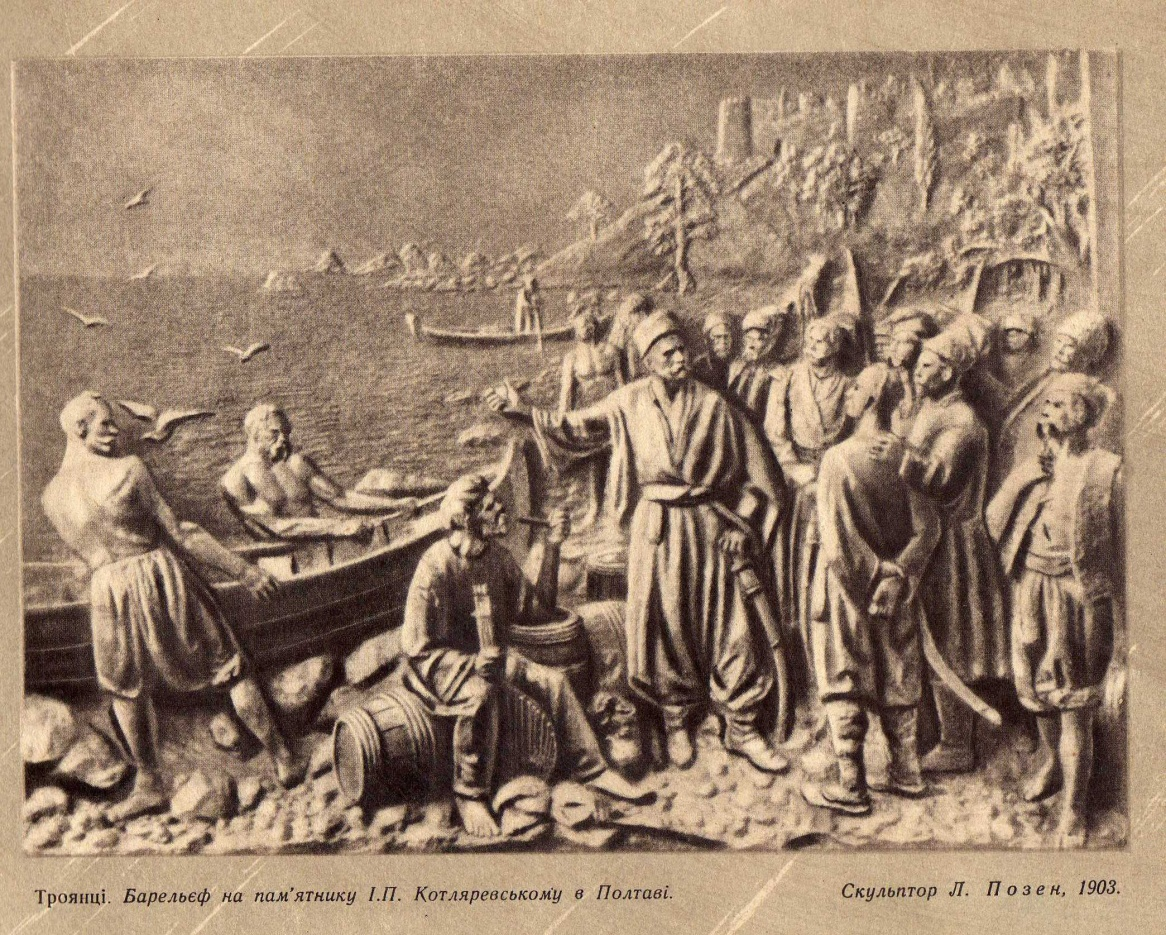 Троянці. Барельєф на пам'ятнику І.П. Котляревському в Полтаві.
Скульптор Л. Позен, 1903.